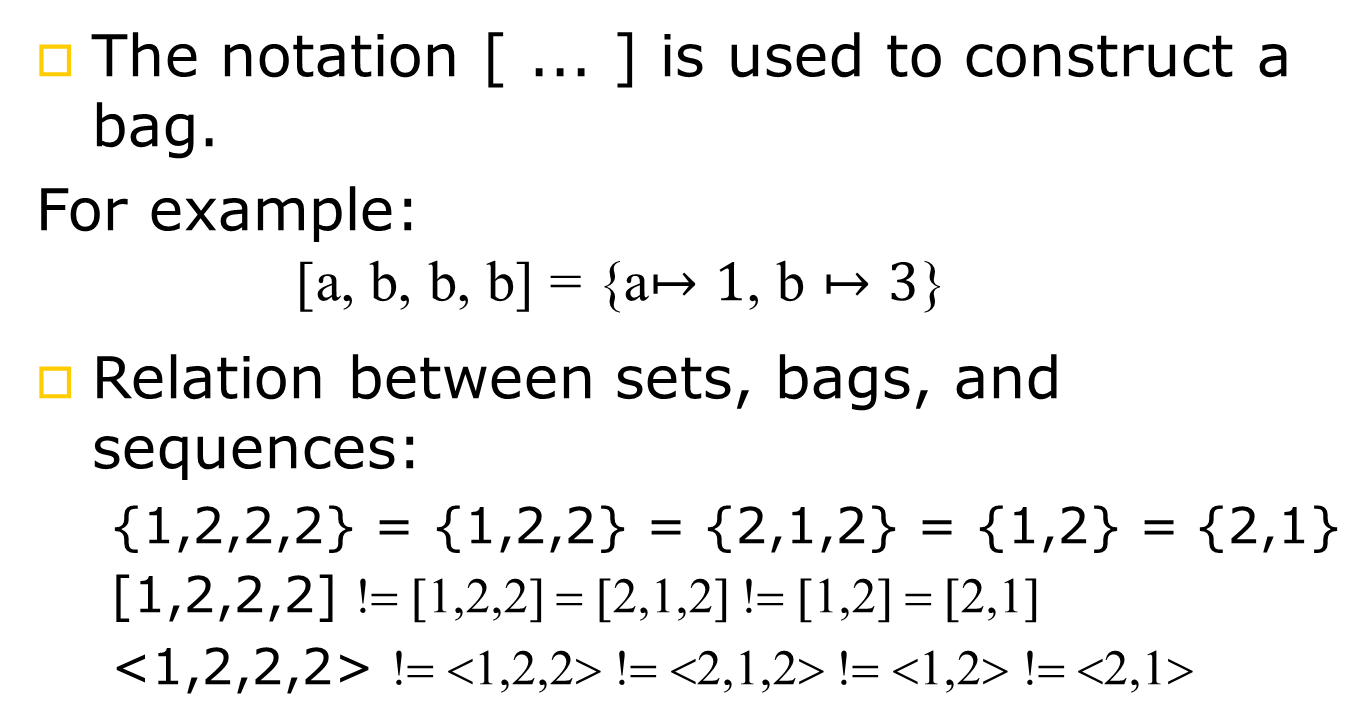 The notation [ ... ] is used to construct a
bag.
For example:
[a, b, b, b] = {a↦ 1, b ↦ 3}
Relation between sets, bags, and
sequences:
{1,2,2,2} = {1,2,2} = {2,1,2} = {1,2} = {2,1}
[1,2,2,2] != [1,2,2] = [2,1,2] != [1,2] = [2,1]
<1,2,2,2> != <1,2,2> != <2,1,2> != <1,2> != <2,1>